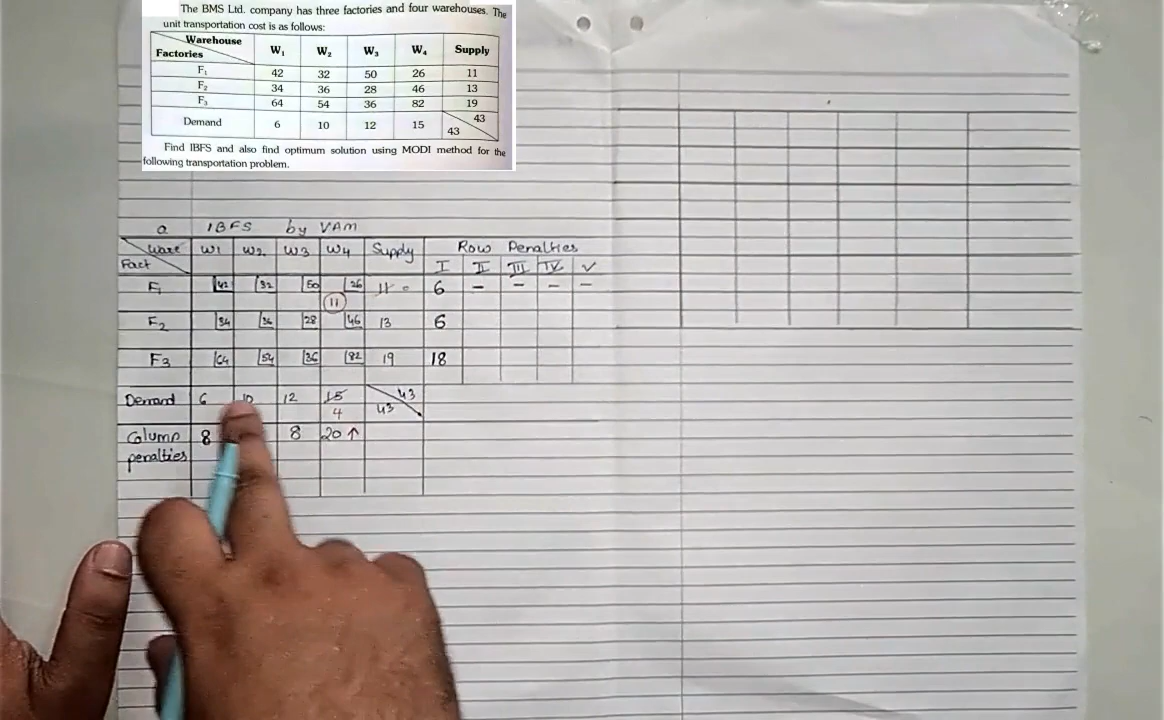 The BMS Ltd. company has three factories and four warehouses. The
unit transportation cost is as follows:
Warehouse
Factories W₁ W₂ W₃ W₄ Supply
F₁ 42 32 50 26 11
F₂ 34 36 28 46 13
F₃ 64 54 36 82 19
Demand 6 10 12 15 43 43
Find IBFS and also find optimum solution using MODI method for the
following transportation problem.
a IBFS by VAM
Ware W1 W2 W3 W4 Supply Row Penalties
Fact I II III IV V
F₁ 42 32 50 26 11 0 6 - - - -
11
F₂ 34 36 28 46 13 6
F₃ 64 54 36 82 19 18
Demand 6 10 12 15 43
4 43
Column 8 8 20 ↑
penalties